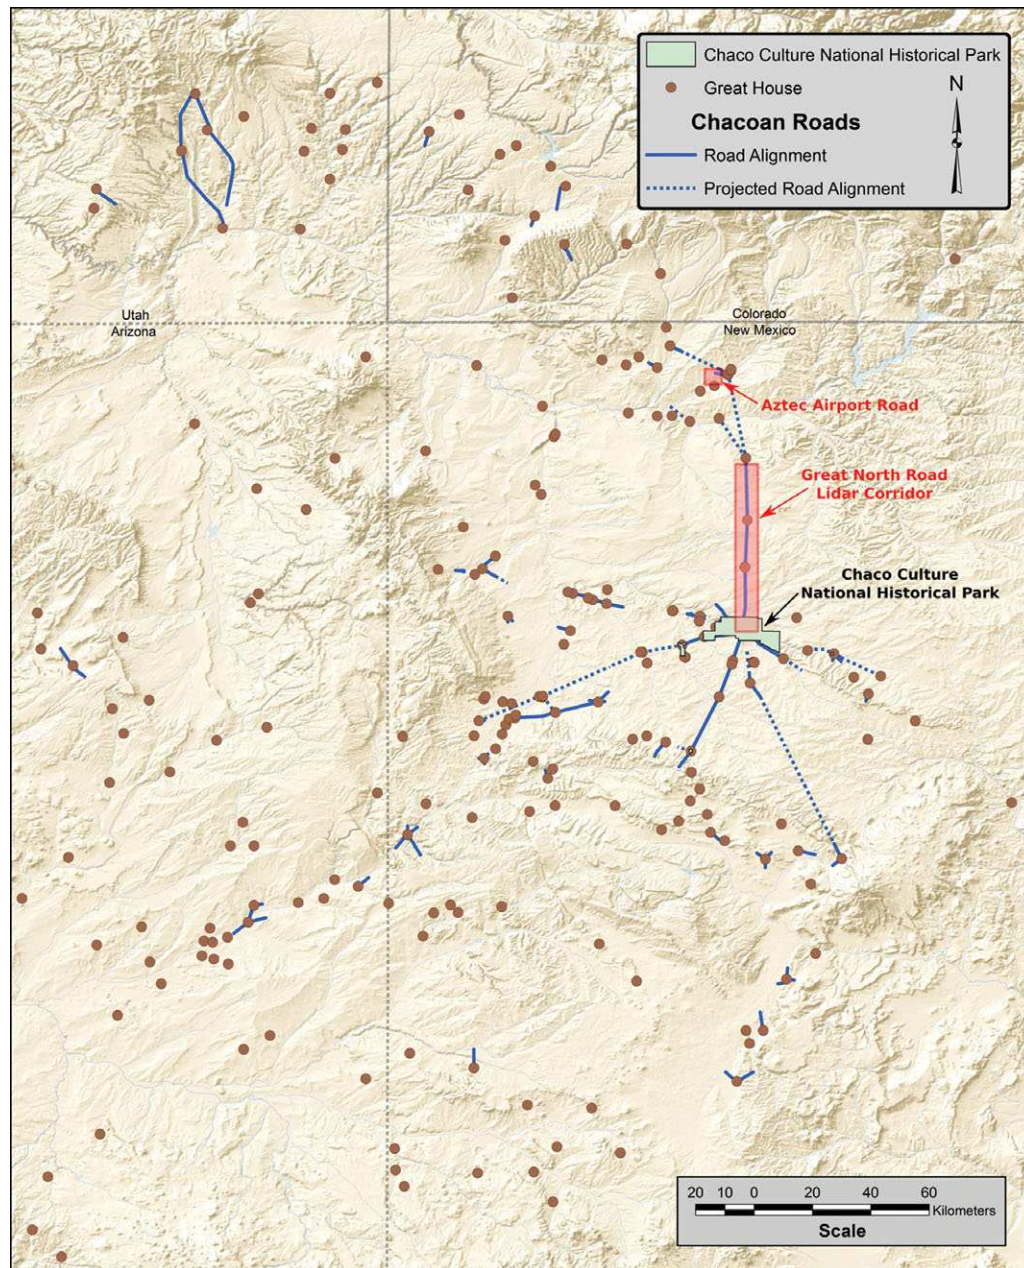 Chaco Culture National Historical Park
Great House
N
Chacoan Roads
Road Alignment
Projected Road Alignment
Utah
Arizona
Colorado
New Mexico
Aztec Airport Road
Great North Road
Lidar Corridor
Chaco Culture
National Historical Park
20 10 0 20 40 60
Kilometers
Scale